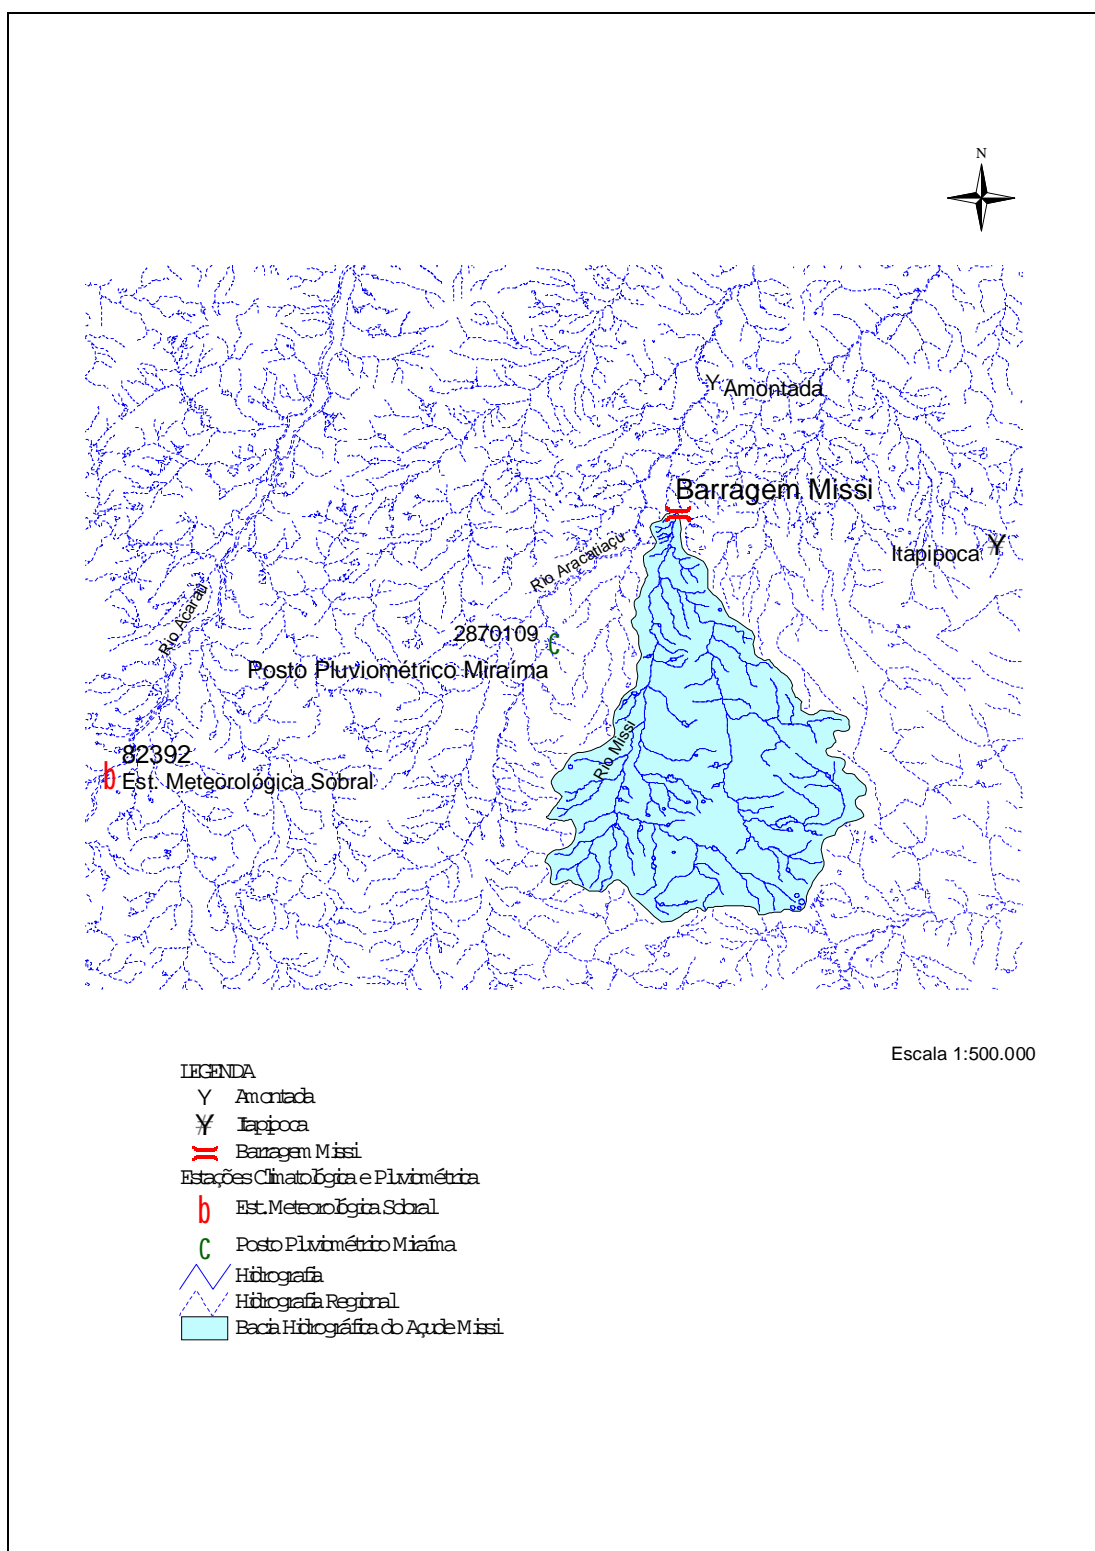 N
Y Amontada
Barragem Missi
Itapipoca ¥
Rio Aracatiaçu
Rio Acaraú
2870109 c
Posto Pluviométrico Miraíma
Rio Missi
82392
b Est. Meteorológica Sobral
Escala 1:500.000
LEGENDA
Y Amontada
¥ Itapipoca
Barragem Missi
Estações Climatológica e Pluviométrica
b Est. Meteorológica Sobral
c Posto Pluviométrico Miraíma
Hidrografia
Hidrografia Regional
Bacia Hidrográfica do Açude Missi